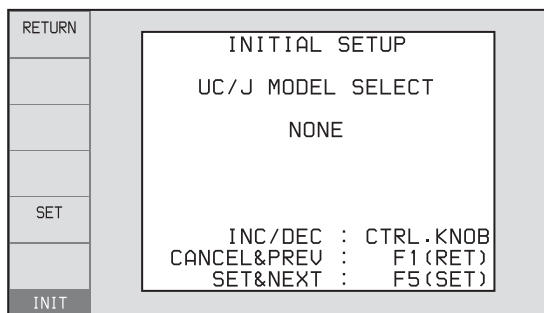 RETURN
SET
INIT
INITIAL SETUP
UC/J MODEL SELECT
NONE
INC/DEC : CTRL.KNOB
CANCEL&PREV : F1(RET)
SET&NEXT : F5(SET)